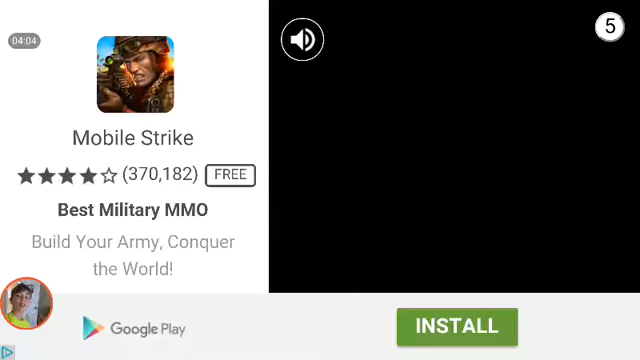 04:04
5
Mobile Strike
(370,182) FREE
Best Military MMO
Build Your Army, Conquer
the World!
Google Play
INSTALL